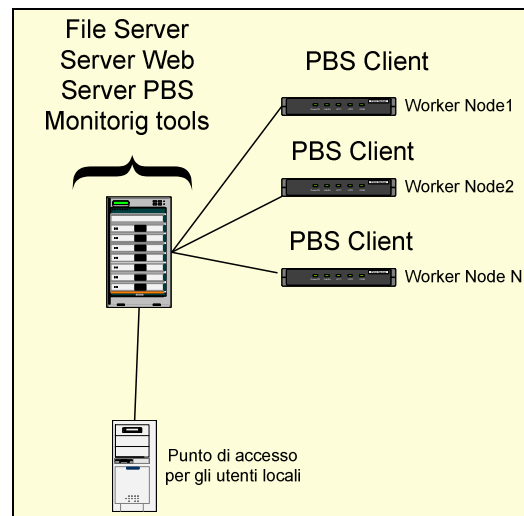 File Server
Server Web
Server PBS
Monitorig tools
PBS Client
Worker Node1
PBS Client
Worker Node2
PBS Client
Worker Node N
Punto di accesso
per gli utenti locali